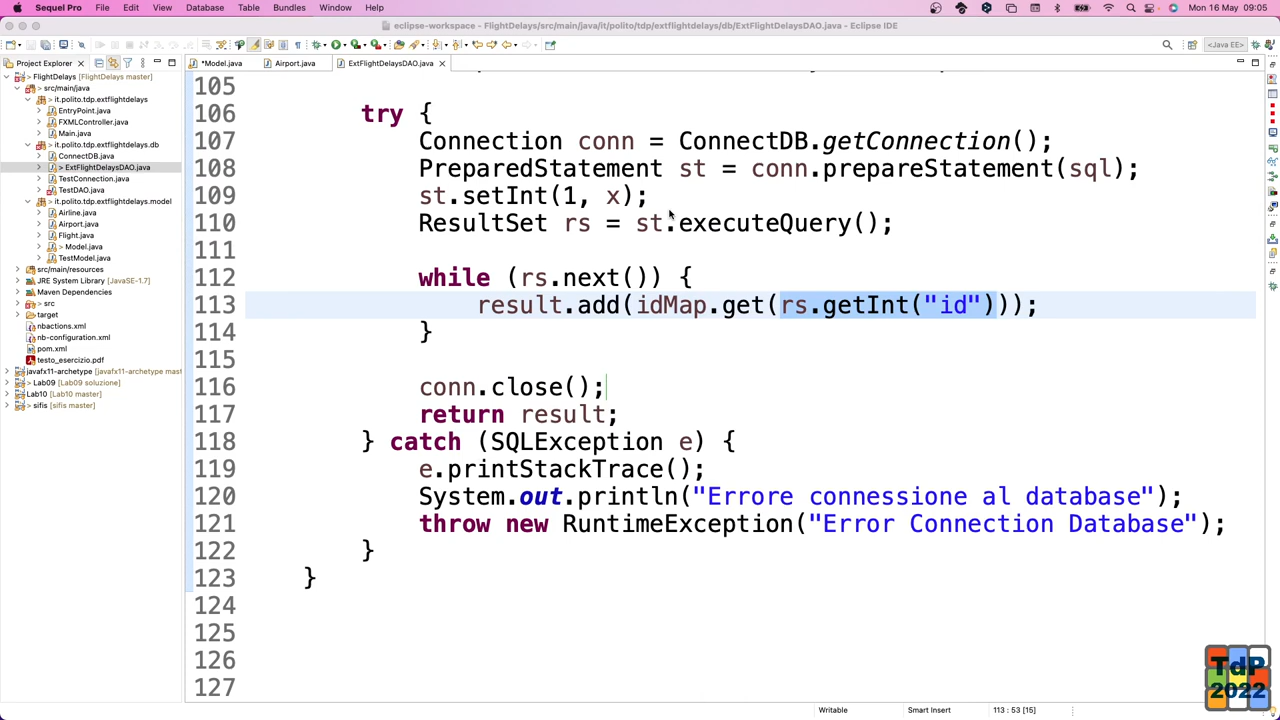 Sequel Pro File Edit View Database Table Bundles Window Help Mon 16 May 09:05
eclipse-workspace - FlightDelays/src/main/java/it/polito/tdp/extflightdelays/db/ExtFlightDelaysDAO.java - Eclipse IDE
<Java EE>
Project Explorer
*Model.java Airport.java ExtFlightDelaysDAO.java
> FlightDelays [FlightDelays master]
> src/main/java
> it.polito.tdp.extflightdelays
EntryPoint.java
FXMLController.java
Main.java
> it.polito.tdp.extflightdelays.db
ConnectDB.java
> ExtFlightDelaysDAO.java
TestConnection.java
TestDAO.java
> it.polito.tdp.extflightdelays.model
Airline.java
Airport.java
Flight.java
> Model.java
TestModel.java
src/main/resources
JRE System Library [JavaSE-1.7]
Maven Dependencies
> src
target
nbactions.xml
nb-configuration.xml
pom.xml
testo_esercizio.pdf
javafx11-archetype [javafx11-archetype mast
> Lab09 [Lab09 soluzione]
Lab10 [Lab10 master]
> sifis [master]
105
106 try {
107 Connection conn = ConnectDB.getConnection();
108 PreparedStatement st = conn.prepareStatement(sql);
109 st.setInt(1, x);
110 ResultSet rs = st.executeQuery();
111
112 while (rs.next()) {
113 result.add(idMap.get(rs.getInt("id")));
114 }
115
116 conn.close();
117 return result;
118 } catch (SQLException e) {
119 e.printStackTrace();
120 System.out.println("Errore connessione al database");
121 throw new RuntimeException("Error Connection Database");
122 }
123 }
124
125
126
127
TdP
2022
Writable Smart Insert 113 : 53 [15]